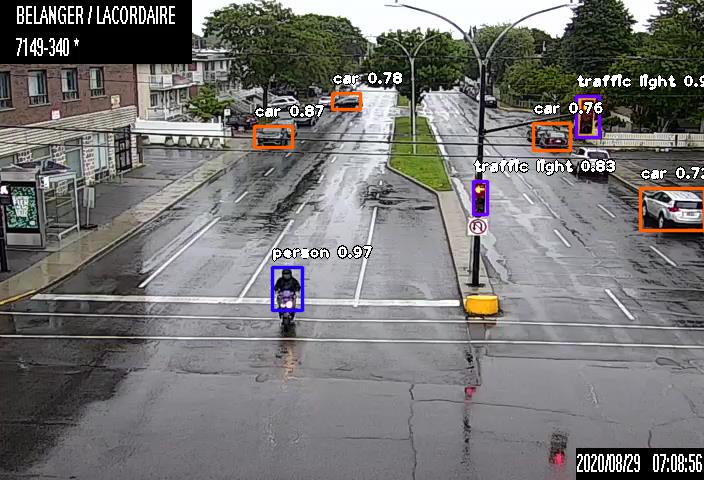 BELANGER / LACORDAIRE
7149-340 *
car 0.78
traffic light 0.9
car 0.87
car 0.76
traffic light 0.83
car 0.73
person 0.97
2020/08/29 07:08:56